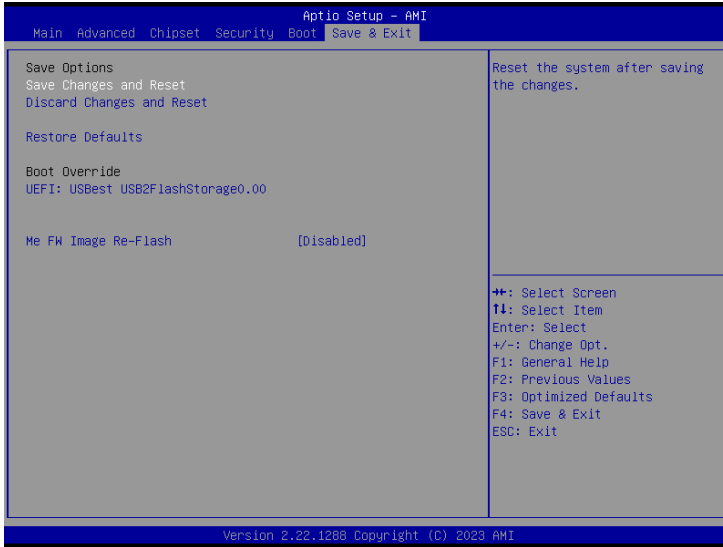 Aptio Setup – AMI
Main Advanced Chipset Security Boot Save & Exit
Save Options
Save Changes and Reset
Discard Changes and Reset
Restore Defaults
Boot Override
UEFI: USBest USB2FlashStorage0.00
Me FW Image Re-Flash [Disabled]
Reset the system after saving
the changes.
→←: Select Screen
↑↓: Select Item
Enter: Select
+/-: Change Opt.
F1: General Help
F2: Previous Values
F3: Optimized Defaults
F4: Save & Exit
ESC: Exit
Version 2.22.1288 Copyright (C) 2023 AMI